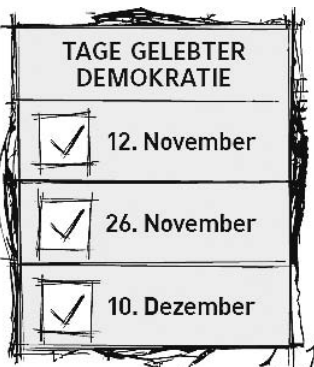 TAGE GELEBTER
DEMOKRATIE
12. November
26. November
10. Dezember